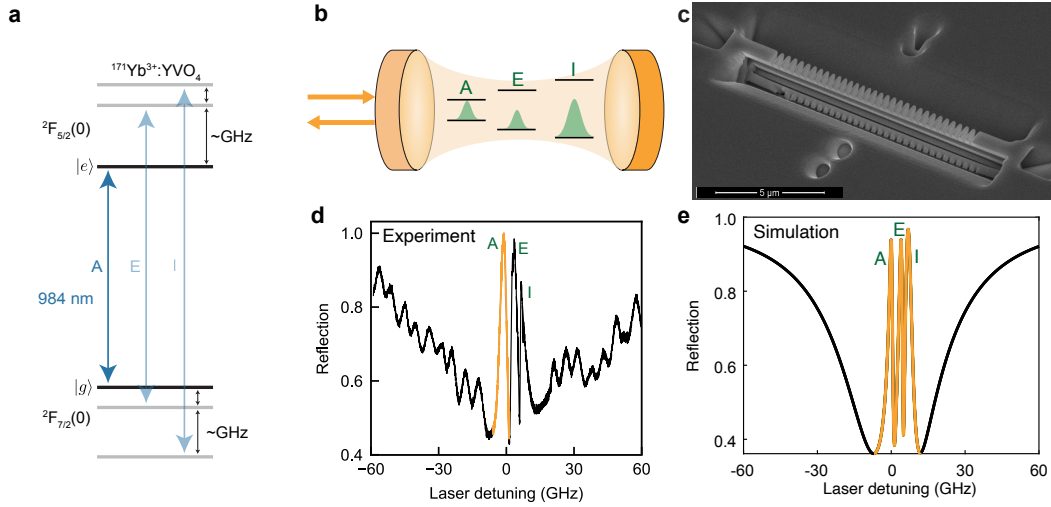 a
¹⁷¹Yb³⁺:YVO₄
²F₅/₂(0)
~GHz
|e⟩
A
E
I
984 nm
|g⟩
²F₇/₂(0)
~GHz
b
A
E
I
c
5 µm
d
Experiment
A
E
I
Reflection
1.0
0.8
0.6
0.4
−60
−30
0
30
60
Laser detuning (GHz)
e
Simulation
A
E
I
Reflection
1.0
0.8
0.6
0.4
-60
-30
0
30
60
Laser detuning (GHz)